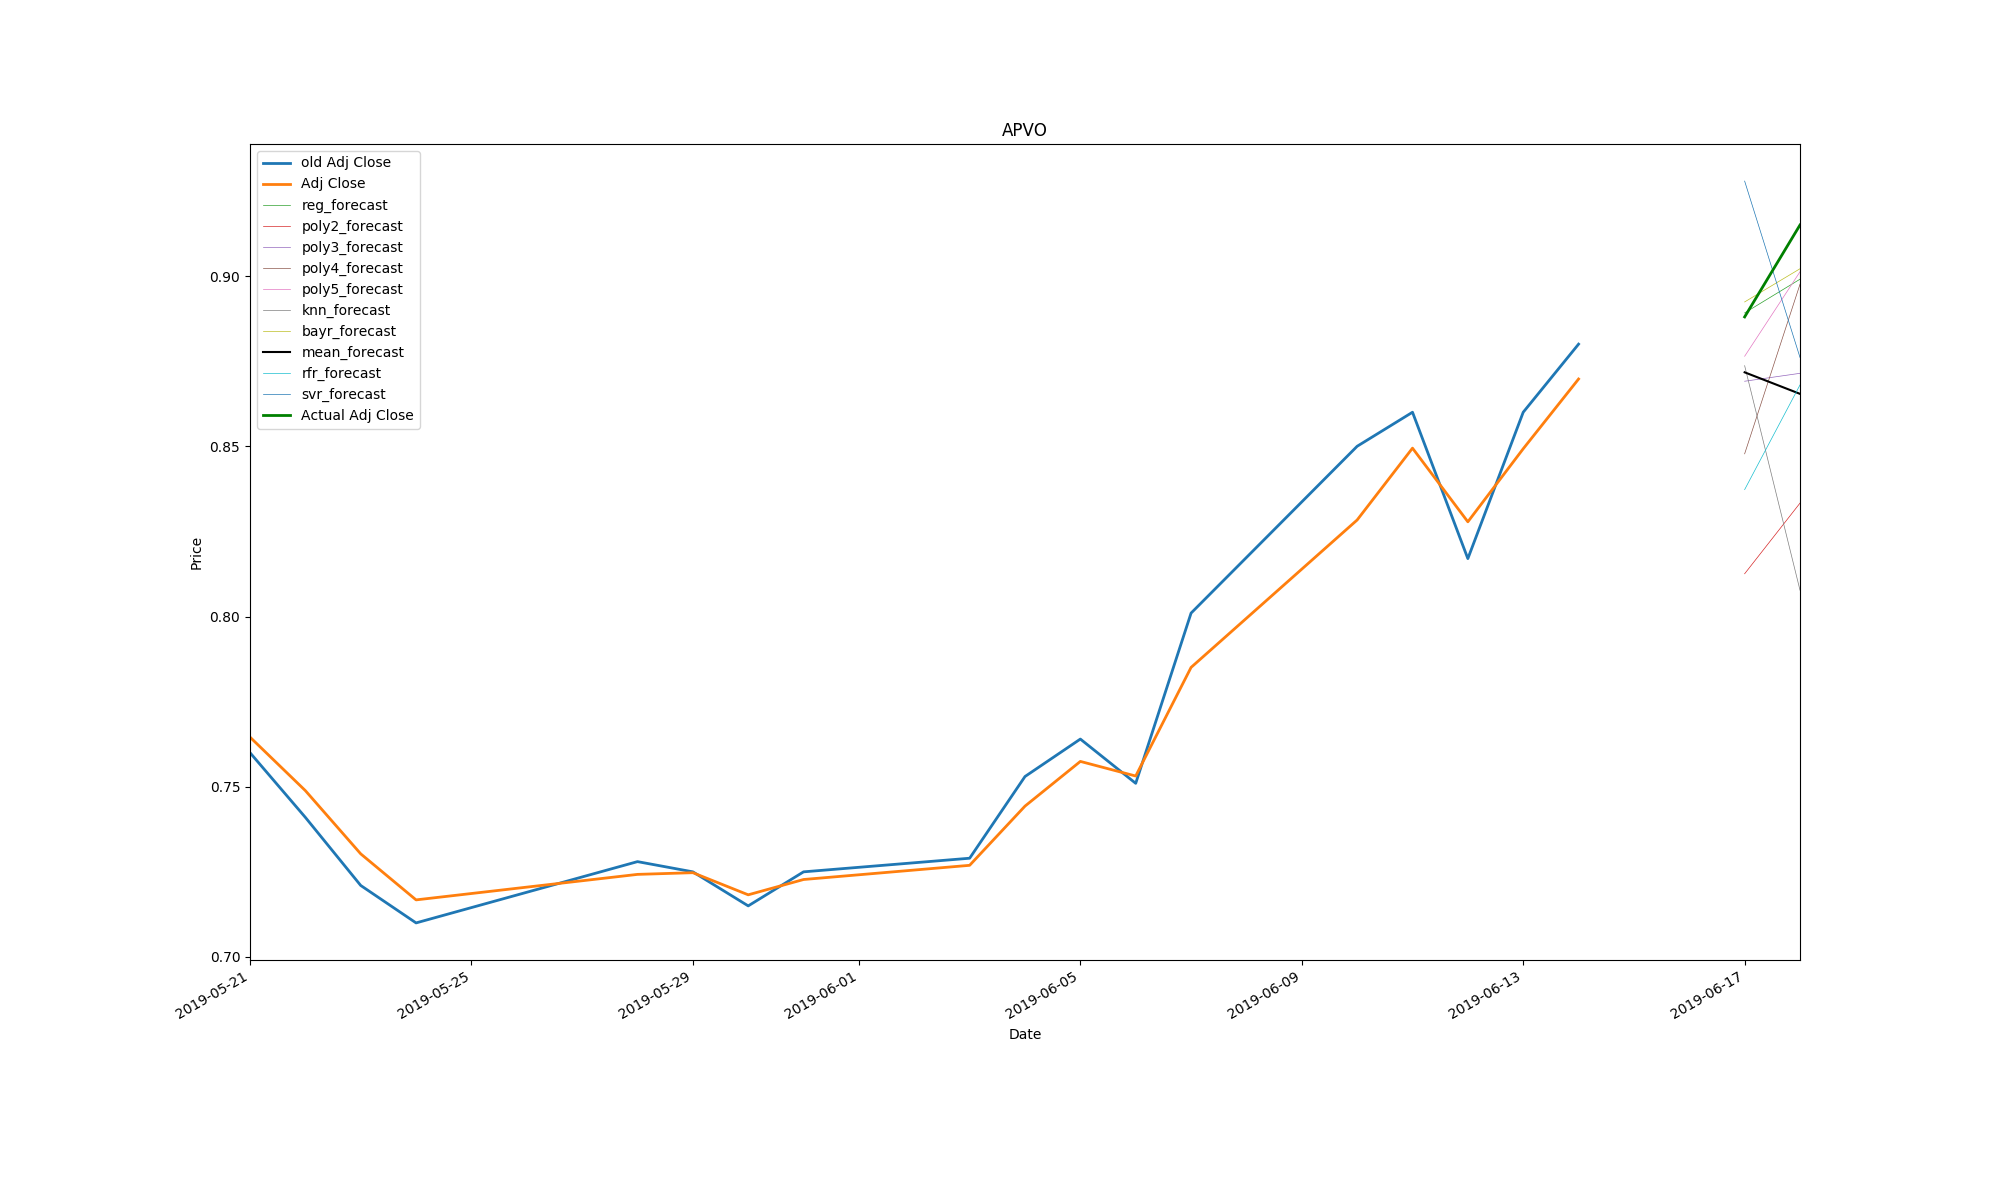 APVO
old Adj Close
Adj Close
reg_forecast
poly2_forecast
poly3_forecast
poly4_forecast
poly5_forecast
knn_forecast
bayr_forecast
mean_forecast
rfr_forecast
svr_forecast
Actual Adj Close
0.90
0.85
0.80
0.75
0.70
Price
2019-05-21
2019-05-25
2019-05-29
2019-06-01
2019-06-05
2019-06-09
2019-06-13
2019-06-17
Date